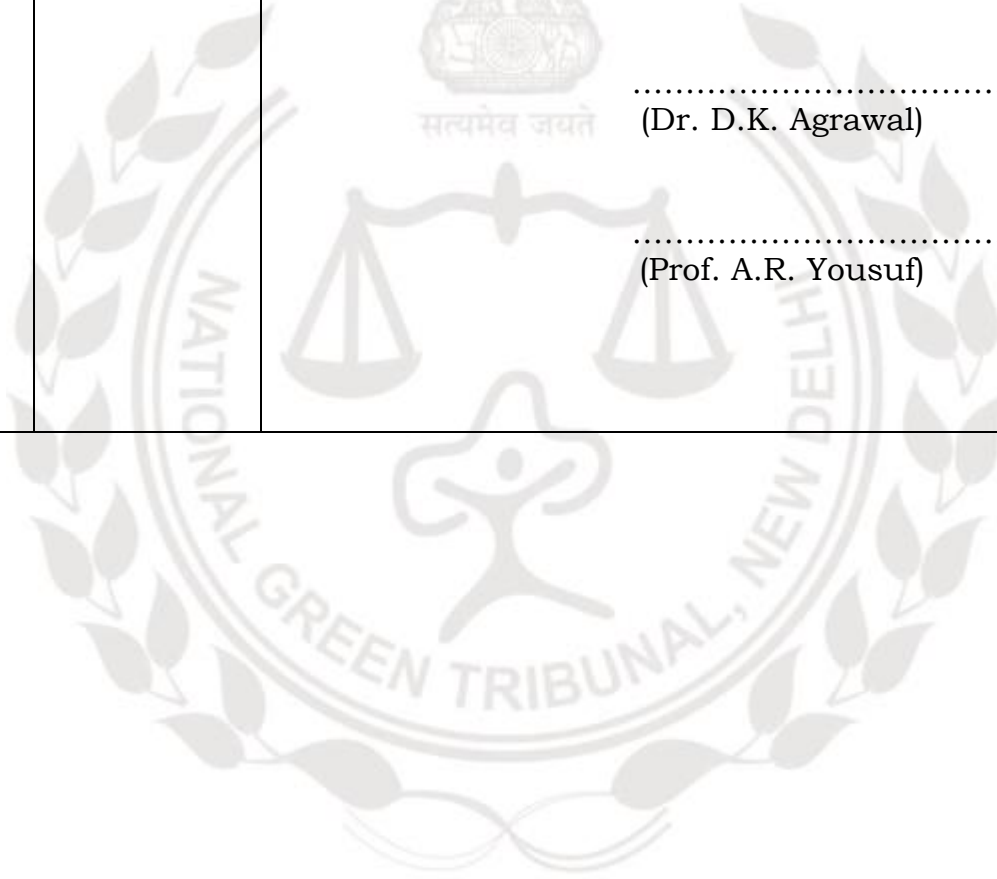 सत्यमेव जयते
..................................
(Dr. D.K. Agrawal)
..................................
(Prof. A.R. Yousuf)
NATIONAL GREEN TRIBUNAL, NEW DELHI